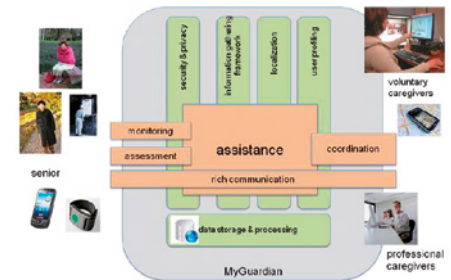 security & privacy
information gathering
framework
localization
user profiling
monitoring
assessment
assistance
coordination
rich communication
data storage & processing
MyGuardian
senior
voluntary
caregivers
professional
caregivers